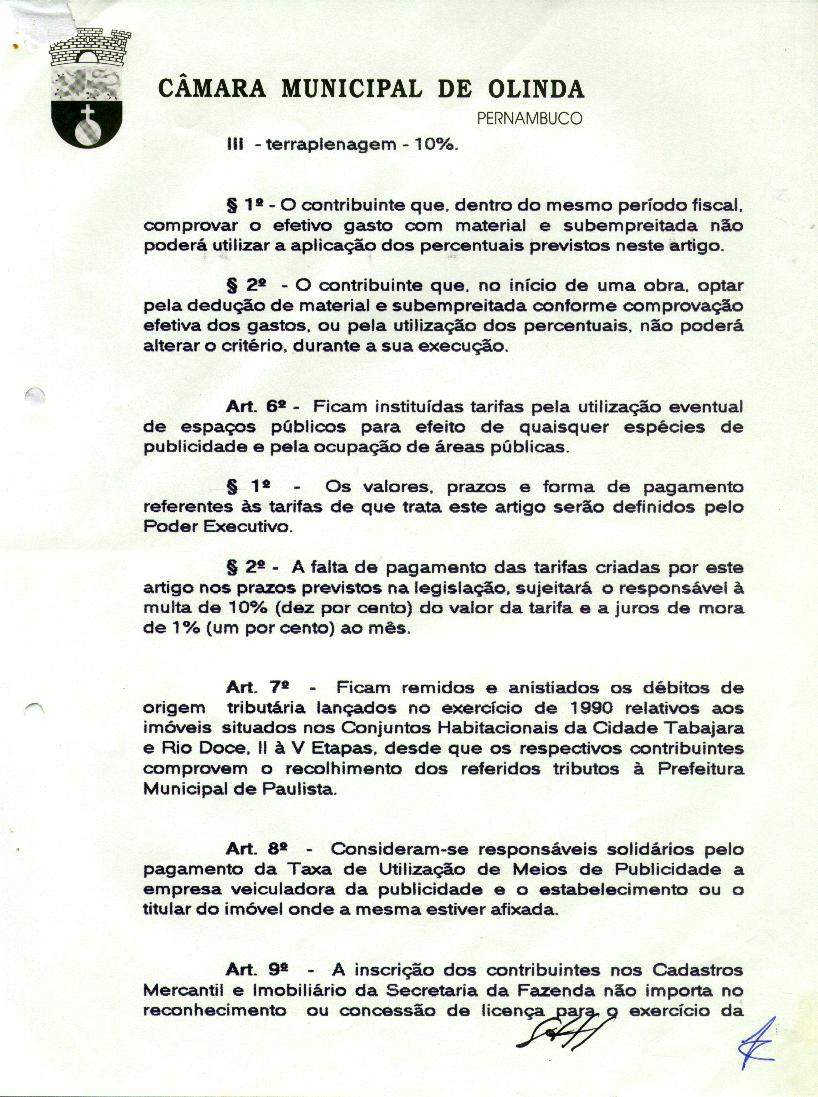 CÂMARA MUNICIPAL DE OLINDA
PERNAMBUCO
III - terraplenagem - 10%.
§ 1º - O contribuinte que, dentro do mesmo período fiscal,
comprovar o efetivo gasto com material e subempreitada não
poderá utilizar a aplicação dos percentuais previstos neste artigo.
§ 2º - O contribuinte que, no início de uma obra, optar
pela dedução de material e subempreitada conforme comprovação
efetiva dos gastos, ou pela utilização dos percentuais, não poderá
alterar o critério, durante a sua execução.
Art. 6º - Ficam instituídas tarifas pela utilização eventual
de espaços públicos para efeito de quaisquer espécies de
publicidade e pela ocupação de áreas públicas.
§ 1º - Os valores, prazos e forma de pagamento
referentes às tarifas de que trata este artigo serão definidos pelo
Poder Executivo.
§ 2º - A falta de pagamento das tarifas criadas por este
artigo nos prazos previstos na legislação, sujeitará o responsável à
multa de 10% (dez por cento) do valor da tarifa e a juros de mora
de 1% (um por cento) ao mês.
Art. 7º - Ficam remidos e anistiados os débitos de
origem tributária lançados no exercício de 1990 relativos aos
imóveis situados nos Conjuntos Habitacionais da Cidade Tabajara
e Rio Doce, II à V Etapas, desde que os respectivos contribuintes
comprovem o recolhimento dos referidos tributos à Prefeitura
Municipal de Paulista.
Art. 8º - Consideram-se responsáveis solidários pelo
pagamento da Taxa de Utilização de Meios de Publicidade a
empresa veiculadora da publicidade e o estabelecimento ou o
titular do imóvel onde a mesma estiver afixada.
Art. 9º - A inscrição dos contribuintes nos Cadastros
Mercantil e Imobiliário da Secretaria da Fazenda não importa no
reconhecimento ou concessão de licença para o exercício da